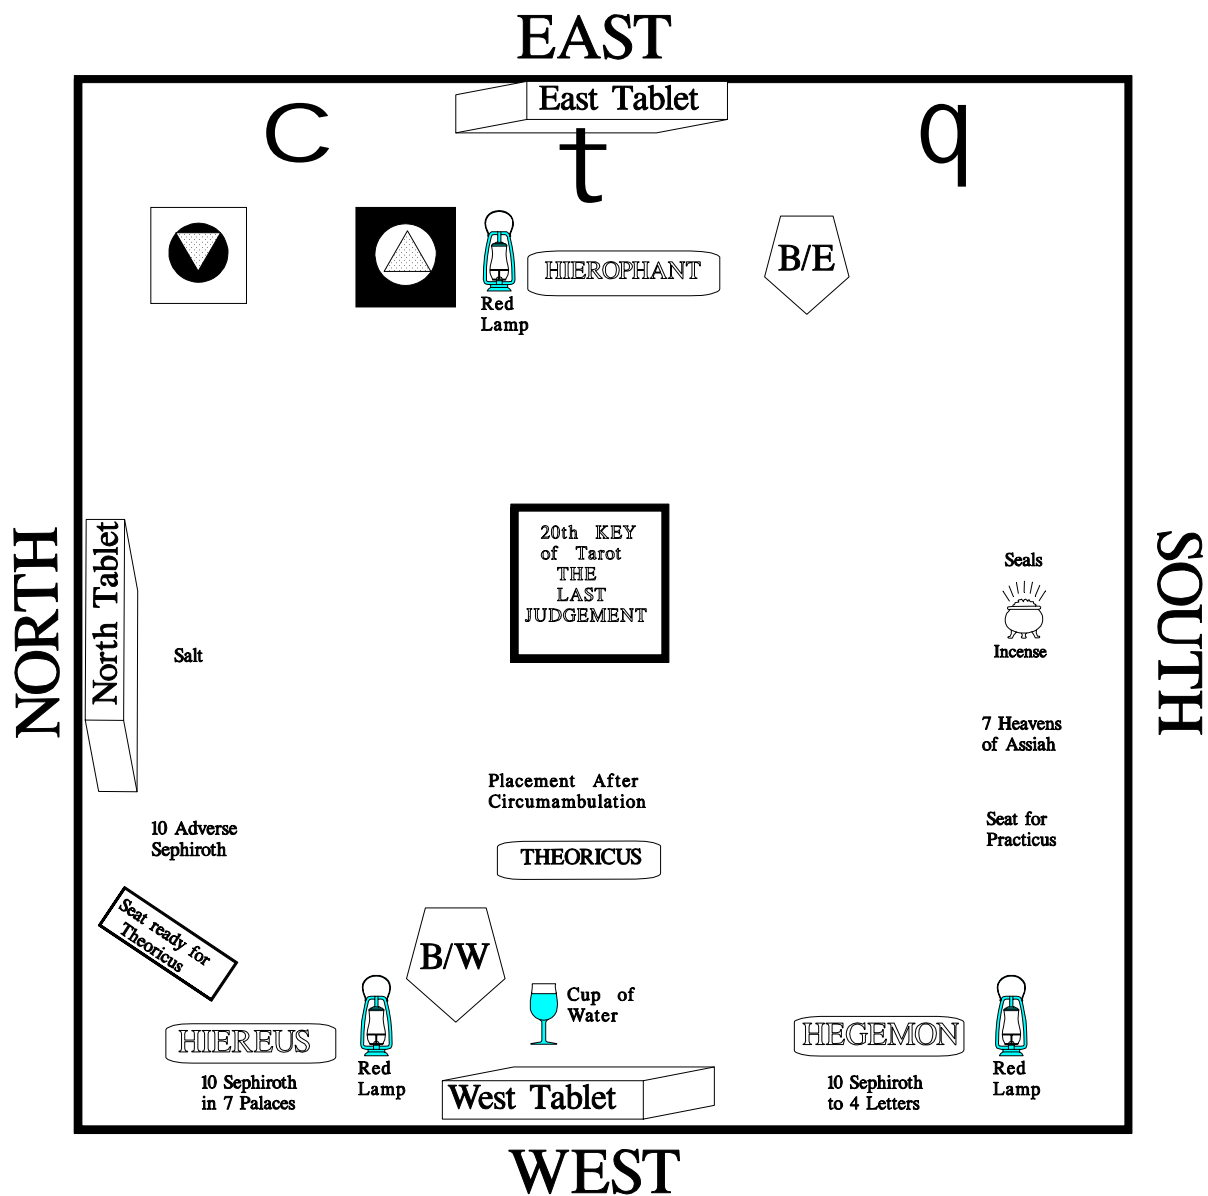 EAST
East Tablet
c
t
q
B/E
HIEROPHANT
Red
Lamp
NORTH
North Tablet
SOUTH
20th KEY
of Tarot
THE
LAST
JUDGEMENT
Seals
Incense
Salt
7 Heavens
of Assiah
Placement After
Circumambulation
10 Adverse
Sephiroth
Seat for
Practicus
THEORICUS
Seat ready for
Theoricus
B/W
Cup of
Water
HIEREUS
HEGEMON
Red
Lamp
Red
Lamp
10 Sephiroth
in 7 Palaces
West Tablet
10 Sephiroth
to 4 Letters
WEST